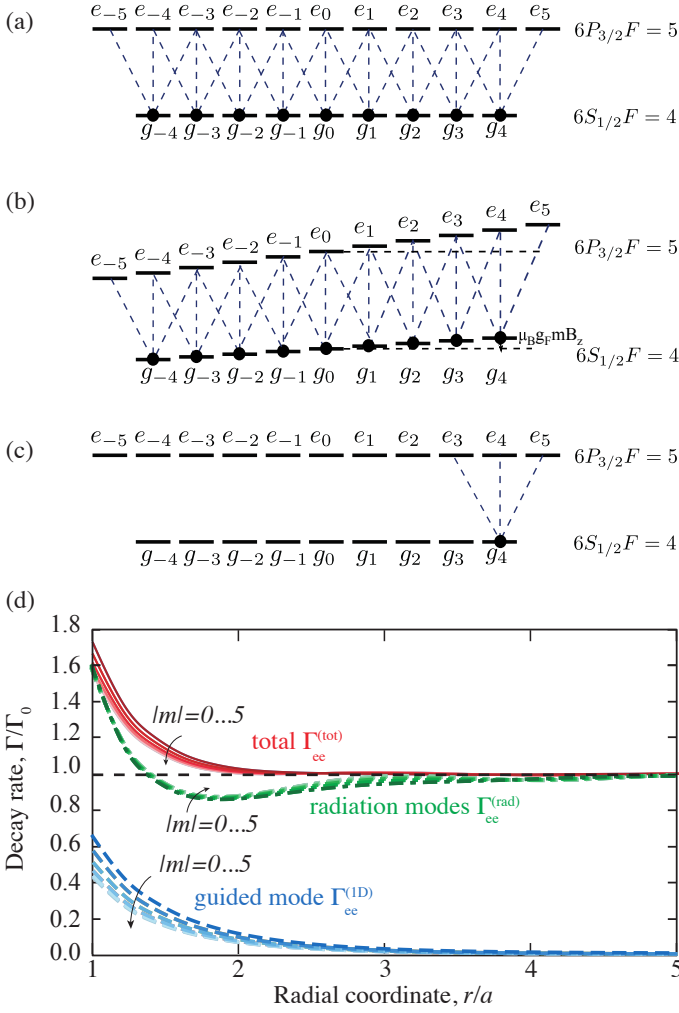 (a)
e₋₅ e₋₄ e₋₃ e₋₂ e₋₁ e₀ e₁ e₂ e₃ e₄ e₅
6P₃/₂F = 5
g₋₄ g₋₃ g₋₂ g₋₁ g₀ g₁ g₂ g₃ g₄
6S₁/₂F = 4
(b)
e₋₅ e₋₄ e₋₃ e₋₂ e₋₁ e₀ e₁ e₂ e₃ e₄ e₅
6P₃/₂F = 5
μ_B g_F mB_z
g₋₄ g₋₃ g₋₂ g₋₁ g₀ g₁ g₂ g₃ g₄
6S₁/₂F = 4
(c)
e₋₅ e₋₄ e₋₃ e₋₂ e₋₁ e₀ e₁ e₂ e₃ e₄ e₅
6P₃/₂F = 5
g₋₄ g₋₃ g₋₂ g₋₁ g₀ g₁ g₂ g₃ g₄
6S₁/₂F = 4
(d)
Decay rate, Γ/Γ₀
1.8
1.6
1.4
1.2
1.0
0.8
0.6
0.4
0.2
0.0
|m|=0...5
total Γ_ee^(tot)
radiation modes Γ_ee^(rad)
|m|=0...5
|m|=0...5
guided mode Γ_ee^(1D)
1 2 3 4 5
Radial coordinate, r/a